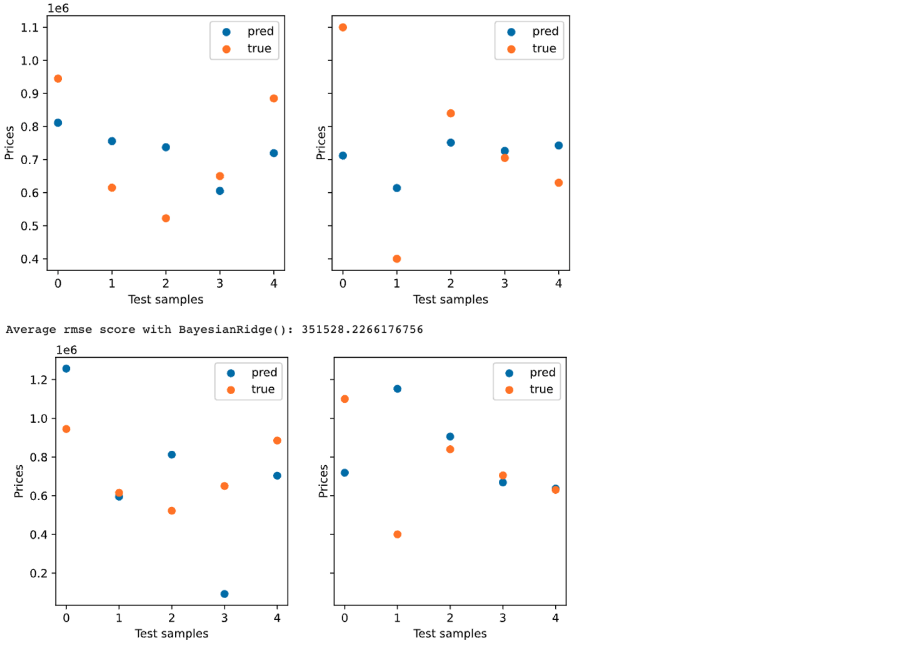 1e6
1.1
1.0
0.9
0.8
0.7
0.6
0.5
0.4
Prices
0 1 2 3 4
Test samples
pred
true
Prices
0 1 2 3 4
Test samples
pred
true
Average rmse score with BayesianRidge(): 351528.2266176756
1e6
1.2
1.0
0.8
0.6
0.4
0.2
Prices
0 1 2 3 4
Test samples
pred
true
Prices
0 1 2 3 4
Test samples
pred
true